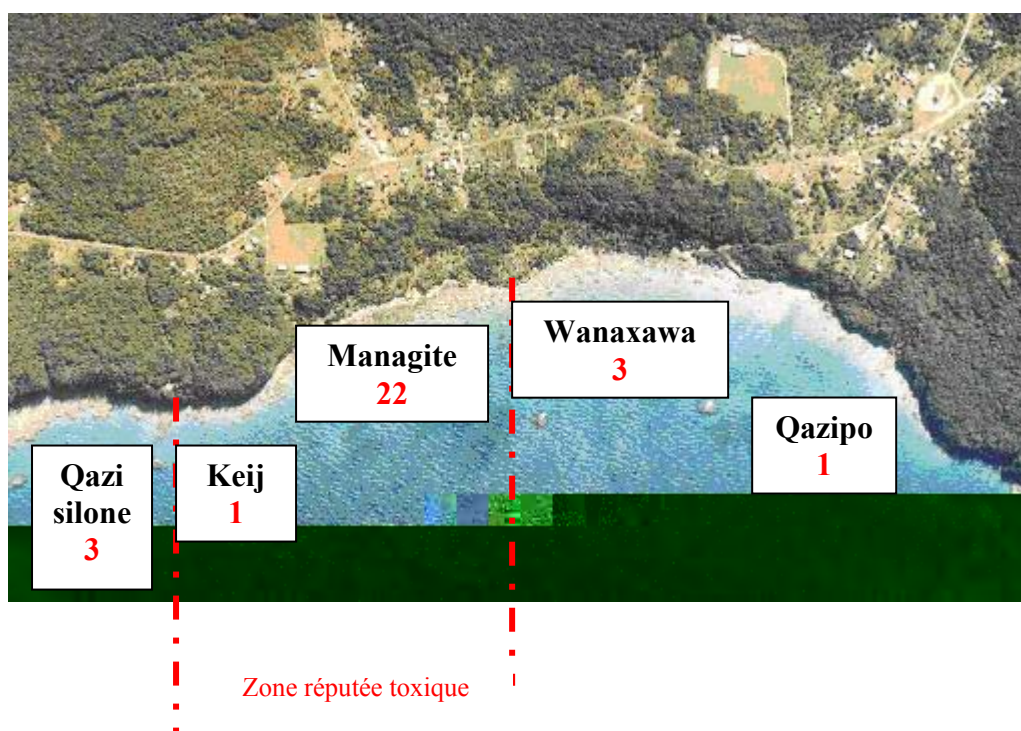 Managite
22
Wanaxawa
3
Qazipo
1
Qazi
silone
3
Keij
1
Zone réputée toxique